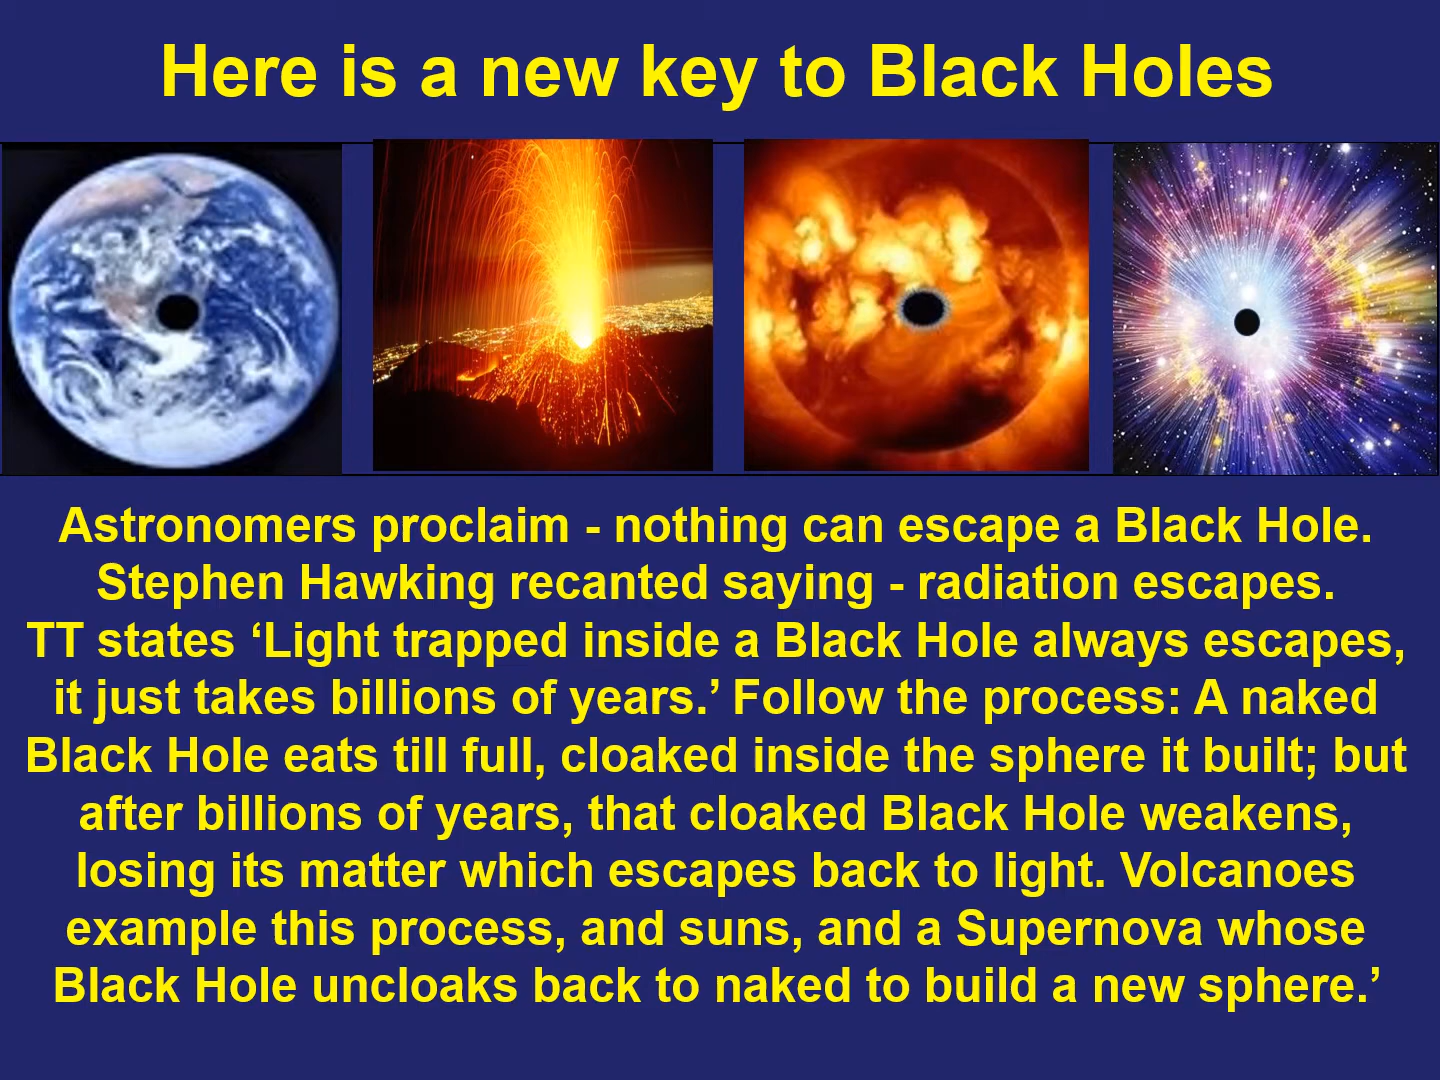 Here is a new key to Black Holes
Astronomers proclaim - nothing can escape a Black Hole.
Stephen Hawking recanted saying - radiation escapes.
TT states ‘Light trapped inside a Black Hole always escapes,
it just takes billions of years.’ Follow the process: A naked
Black Hole eats till full, cloaked inside the sphere it built; but
after billions of years, that cloaked Black Hole weakens,
losing its matter which escapes back to light. Volcanoes
example this process, and suns, and a Supernova whose
Black Hole uncloaks back to naked to build a new sphere.’